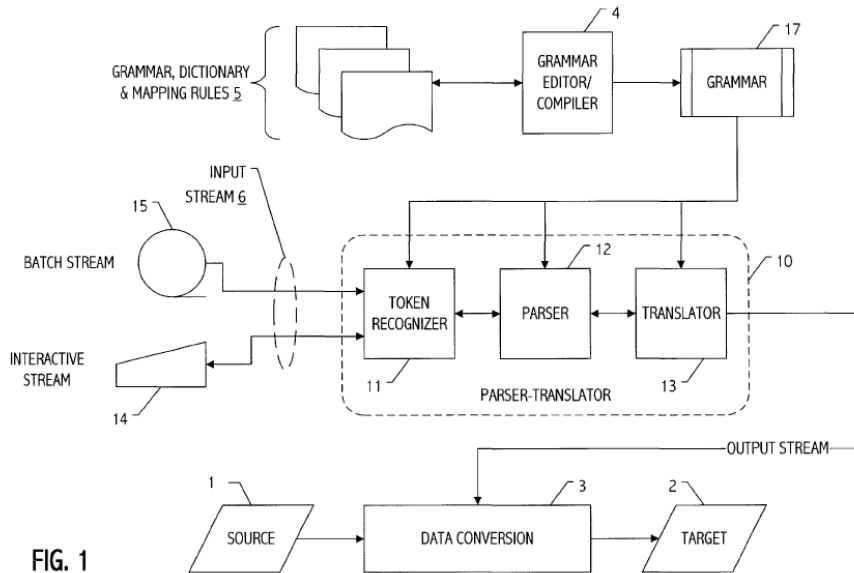 4
17
GRAMMAR, DICTIONARY
& MAPPING RULES 5
GRAMMAR
EDITOR/
COMPILER
GRAMMAR
INPUT
STREAM 6
15
BATCH STREAM
12
10
TOKEN
RECOGNIZER
PARSER
TRANSLATOR
INTERACTIVE
STREAM
14
11
13
PARSER-TRANSLATOR
OUTPUT STREAM
1
3
2
SOURCE
DATA CONVERSION
TARGET
FIG. 1